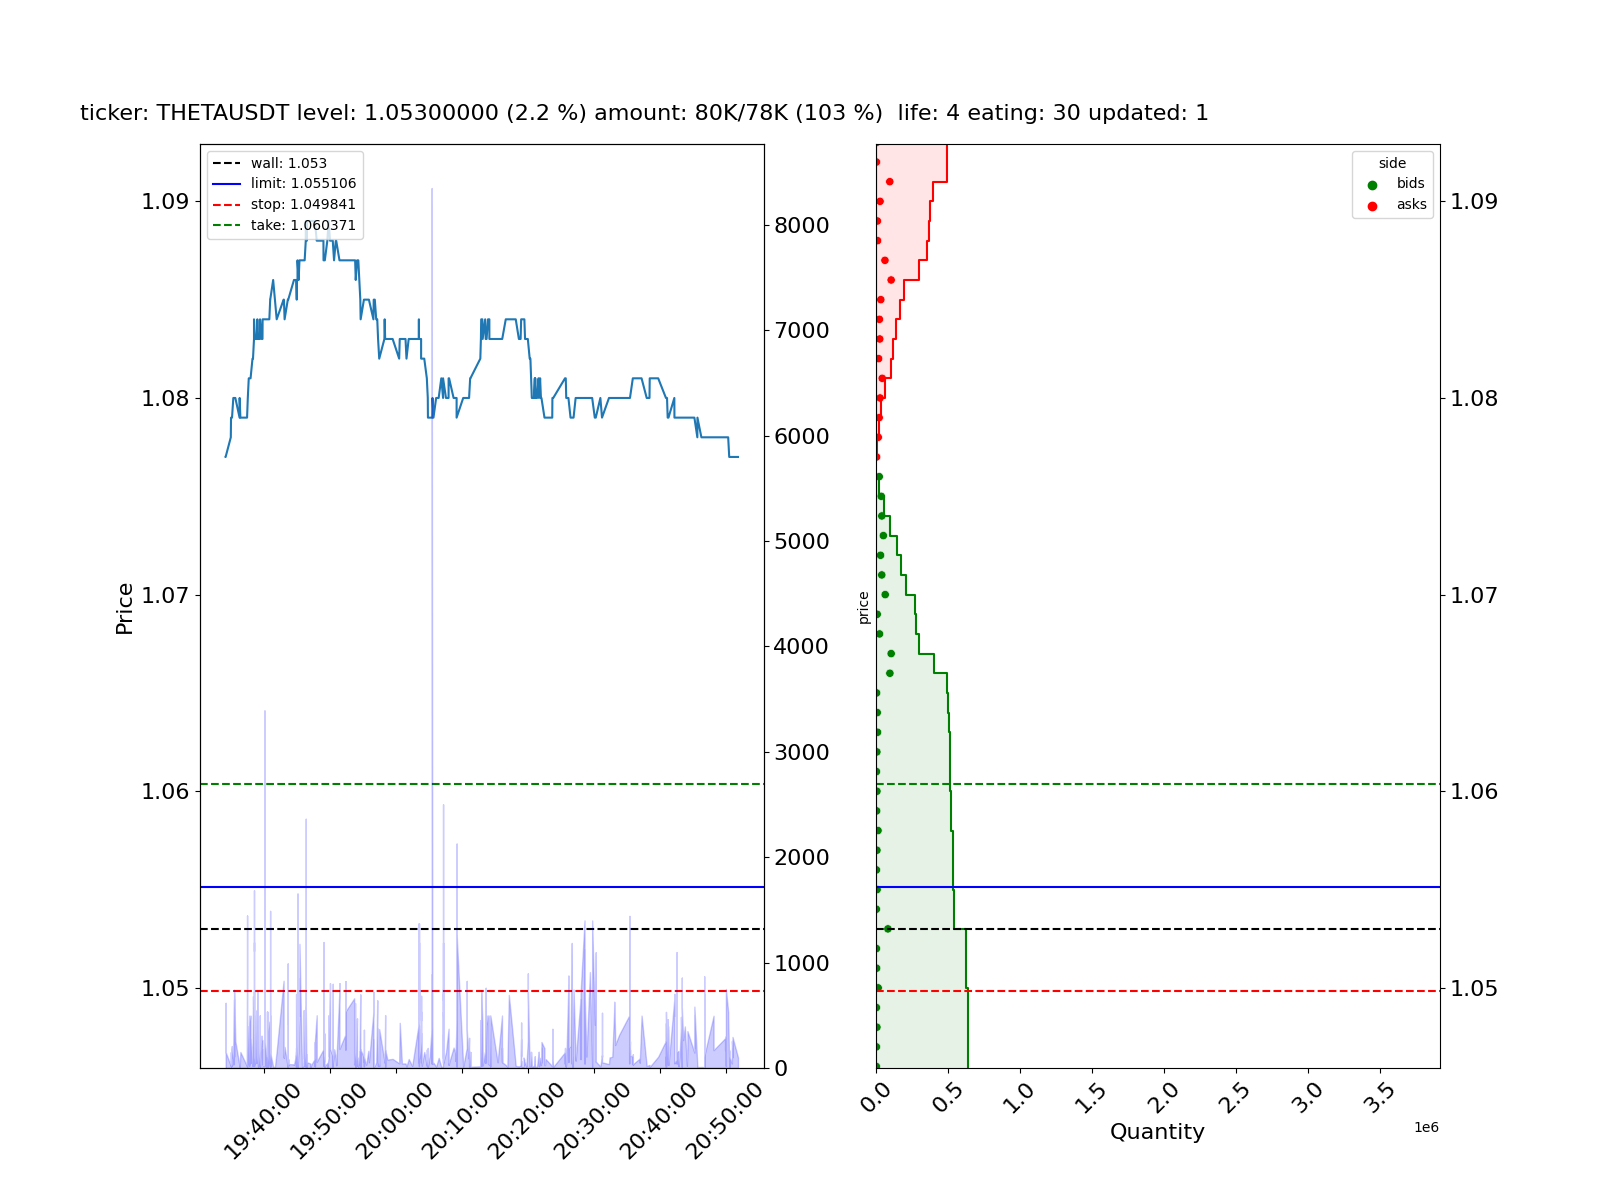 ticker: THETAUSDT level: 1.05300000 (2.2 %) amount: 80K/78K (103 %)  life: 4 eating: 30 updated: 1
wall: 1.053
limit: 1.055106
stop: 1.049841
take: 1.060371
1.09
1.08
1.07
1.06
1.05
Price
8000
7000
6000
5000
4000
3000
2000
1000
0
19:40:00
19:50:00
20:00:00
20:10:00
20:20:00
20:30:00
20:40:00
20:50:00
side
bids
asks
price
1.09
1.08
1.07
1.06
1.05
0.0
0.5
1.0
1.5
2.0
2.5
3.0
3.5
1e6
Quantity